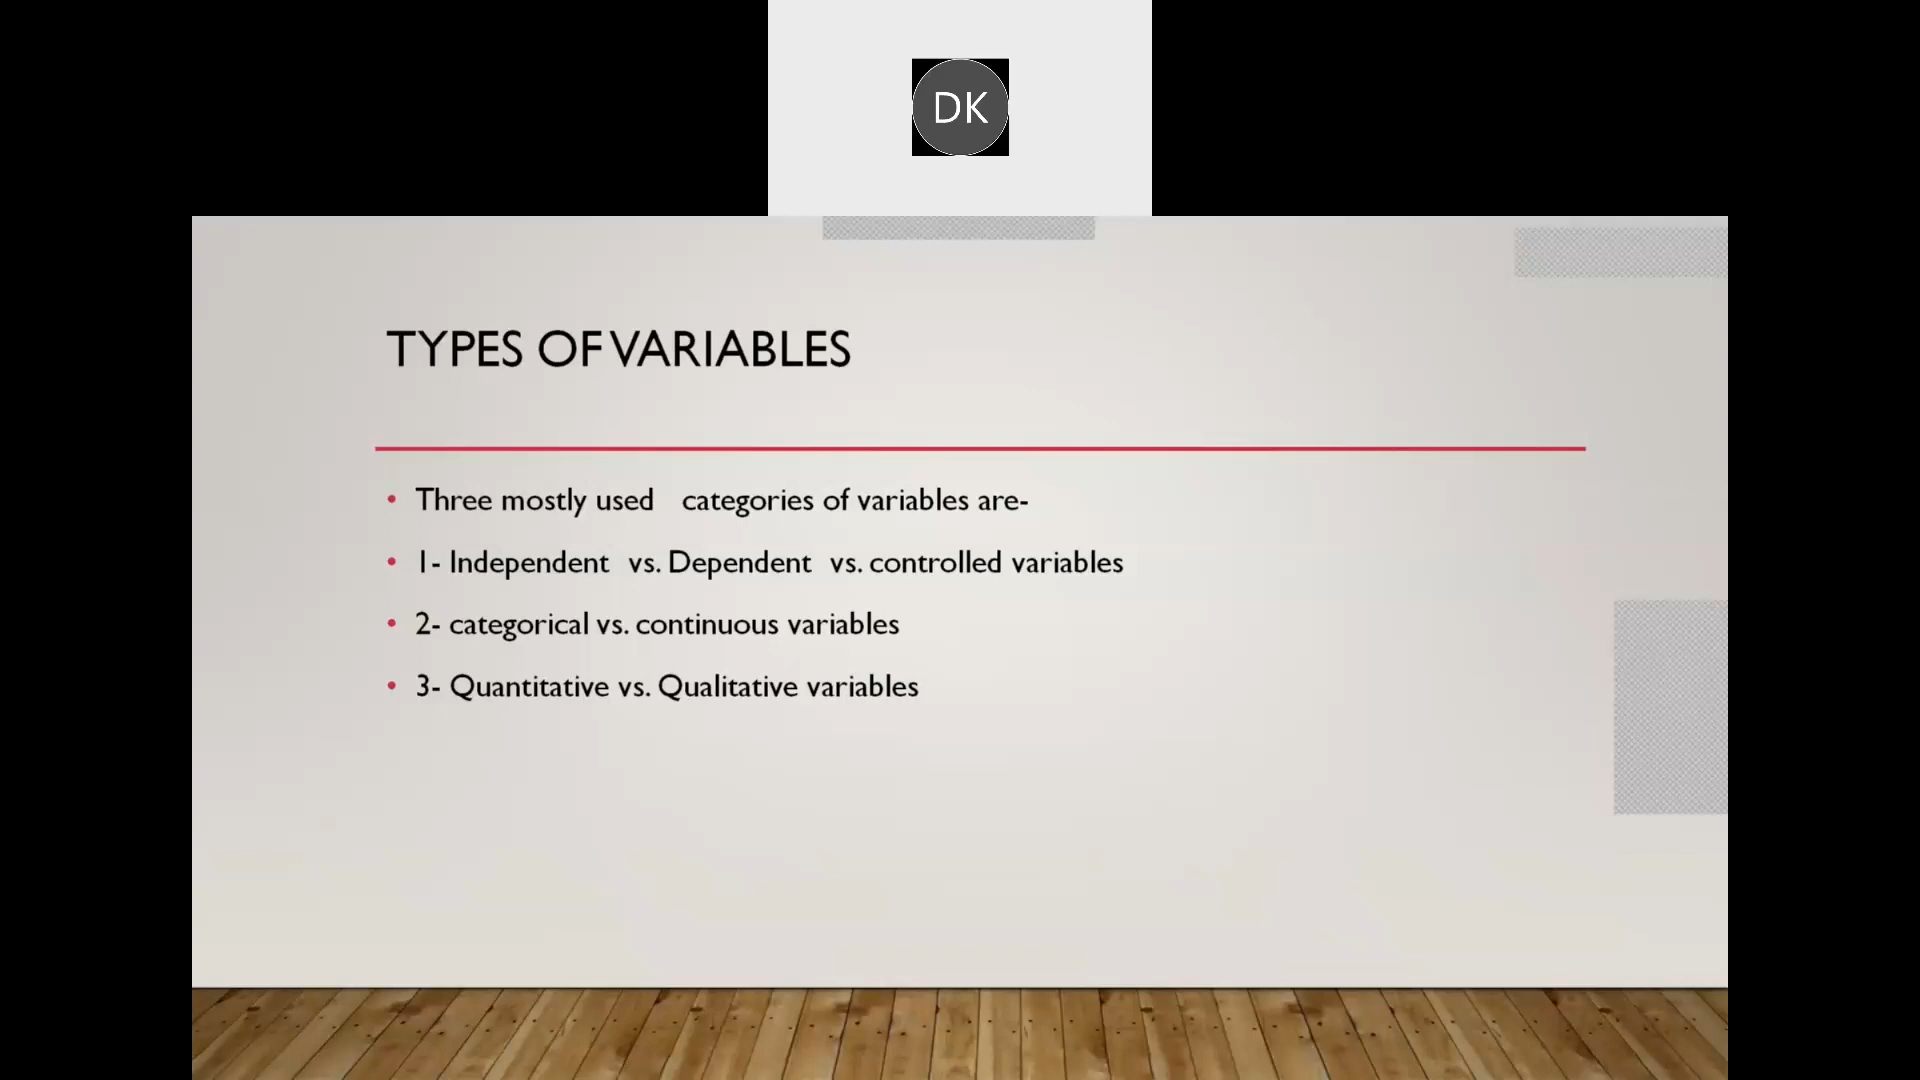 DK
TYPES OF VARIABLES
• Three mostly used categories of variables are-
• 1- Independent vs. Dependent vs. controlled variables
• 2- categorical vs. continuous variables
• 3- Quantitative vs. Qualitative variables